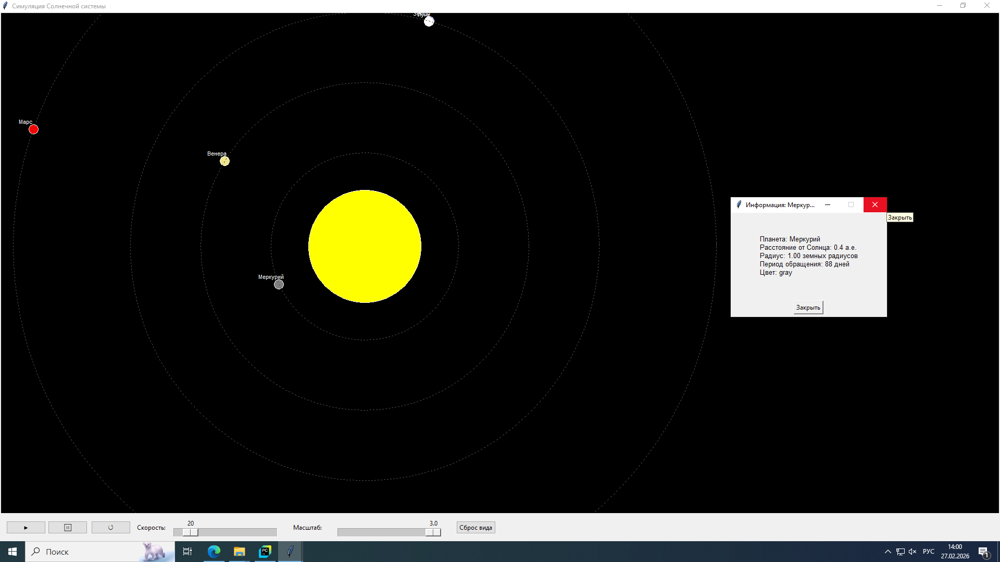 Симуляция Солнечной системы
Марс
Венера
Меркурий
Информация: Меркур...
Закрыть
Планета: Меркурий
Расстояние от Солнца: 0.4 а.е.
Радиус: 1.00 земных радиусов
Период обращения: 88 дней
Цвет: gray
Закрыть
Скорость:
20
Масштаб:
3.0
Сброс вида
Поиск
PC
РУС
14:00
27.02.2026
1